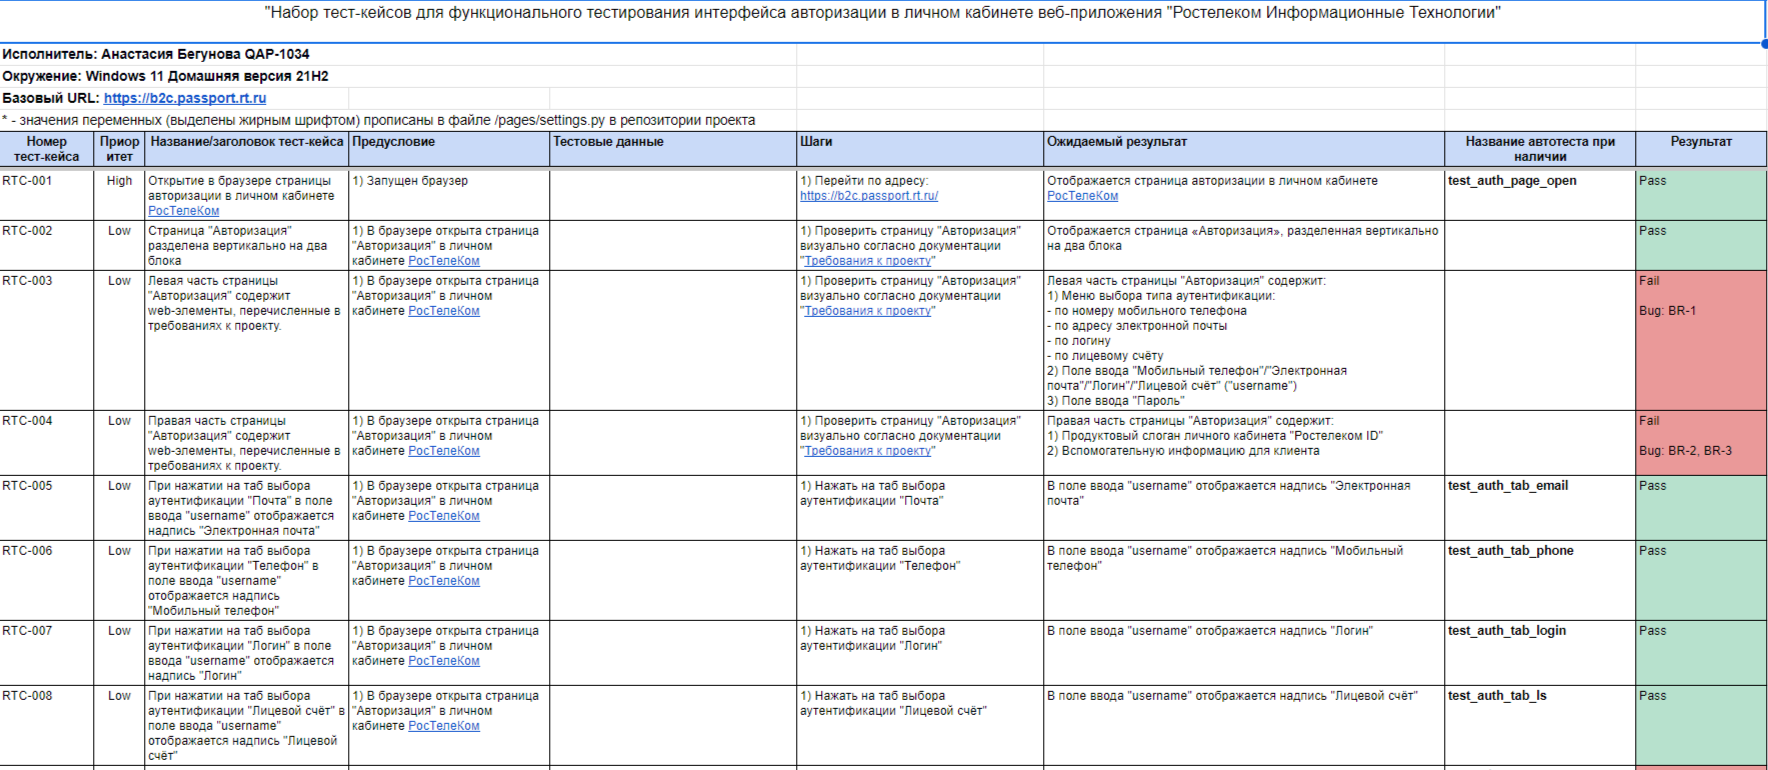 "Набор тест-кейсов для функционального тестирования интерфейса авторизации в личном кабинете веб-приложения "Ростелеком Информационные Технологии"
Исполнитель: Анастасия Бегунова QAP-1034
Окружение: Windows 11 Домашняя версия 21H2
Базовый URL: https://b2c.passport.rt.ru
* - значения переменных (выделены жирным шрифтом) прописаны в файле /pages/settings.py в репозитории проекта
Номер
тест-кейса
Приор
итет
Название/заголовок тест-кейса
Предусловие
Тестовые данные
Шаги
Ожидаемый результат
Название автотеста при
наличии
Результат
RTC-001
High
Открытие в браузере страницы
авторизации в личном кабинете
РосТелеКом
1) Запущен браузер
1) Перейти по адресу:
https://b2c.passport.rt.ru/
Отображается страница авторизации в личном кабинете
РосТелеКом
test_auth_page_open
Pass
RTC-002
Low
Страница "Авторизация"
разделена вертикально на два
блока
1) В браузере открыта страница
"Авторизация" в личном
кабинете РосТелеКом
1) Проверить страницу "Авторизация"
визуально согласно документации
"Требования к проекту"
Отображается страница «Авторизация», разделенная вертикально
на два блока
Pass
RTC-003
Low
Левая часть страницы
"Авторизация" содержит
web-элементы, перечисленные в
требованиях к проекту.
1) В браузере открыта страница
"Авторизация" в личном
кабинете РосТелеКом
1) Проверить страницу "Авторизация"
визуально согласно документации
"Требования к проекту"
Левая часть страницы "Авторизация" содержит:
1) Меню выбора типа аутентификации:
- по номеру мобильного телефона
- по адресу электронной почты
- по логину
- по лицевому счёту
2) Поле ввода "Мобильный телефон"/"Электронная
почта"/"Логин"/"Лицевой счёт" ("username")
3) Поле ввода "Пароль"
Fail
Bug: BR-1
RTC-004
Low
Правая часть страницы
"Авторизация" содержит
web-элементы, перечисленные в
требованиях к проекту.
1) В браузере открыта страница
"Авторизация" в личном
кабинете РосТелеКом
1) Проверить страницу "Авторизация"
визуально согласно документации
"Требования к проекту"
Правая часть страницы "Авторизация" содержит:
1) Продуктовый слоган личного кабинета "Ростелеком ID"
2) Вспомогательную информацию для клиента
Fail
Bug: BR-2, BR-3
RTC-005
Low
При нажатии на таб выбора
аутентификации "Почта" в поле
ввода "username" отображается
надпись "Электронная почта"
1) В браузере открыта страница
"Авторизация" в личном
кабинете РосТелеКом
1) Нажать на таб выбора
аутентификации "Почта"
В поле ввода "username" отображается надпись "Электронная
почта"
test_auth_tab_email
Pass
RTC-006
Low
При нажатии на таб выбора
аутентификации "Телефон" в
поле ввода "username"
отображается надпись
"Мобильный телефон"
1) В браузере открыта страница
"Авторизация" в личном
кабинете РосТелеКом
1) Нажать на таб выбора
аутентификации "Телефон"
В поле ввода "username" отображается надпись "Мобильный
телефон"
test_auth_tab_phone
Pass
RTC-007
Low
При нажатии на таб выбора
аутентификации "Логин" в поле
ввода "username" отображается
надпись "Логин"
1) В браузере открыта страница
"Авторизация" в личном
кабинете РосТелеКом
1) Нажать на таб выбора
аутентификации "Логин"
В поле ввода "username" отображается надпись "Логин"
test_auth_tab_login
Pass
RTC-008
Low
При нажатии на таб выбора
аутентификации "Лицевой счёт" в
поле ввода "username"
отображается надпись "Лицевой
счёт"
1) В браузере открыта страница
"Авторизация" в личном
кабинете РосТелеКом
1) Нажать на таб выбора
аутентификации "Лицевой счёт"
В поле ввода "username" отображается надпись "Лицевой счёт"
test_auth_tab_ls
Pass